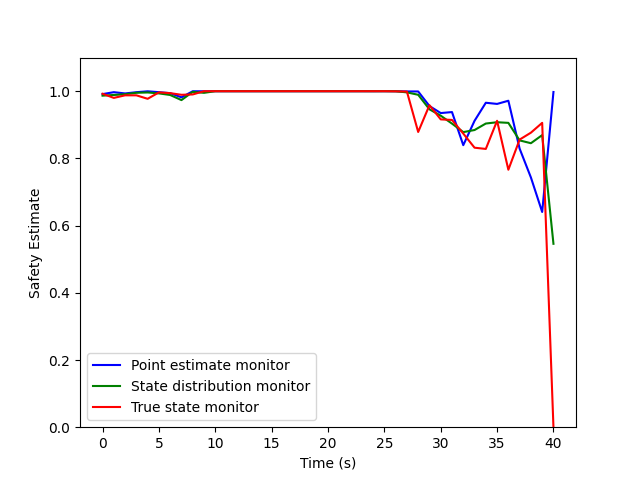 1.0
0.8
0.6
0.4
0.2
0.0
Safety Estimate
Point estimate monitor
State distribution monitor
True state monitor
0 5 10 15 20 25 30 35 40
Time (s)